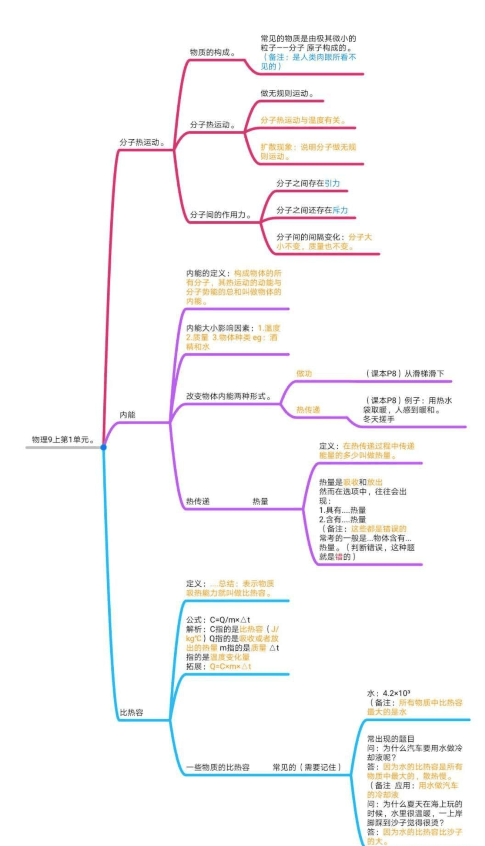 常见的物质是由极其微小的
粒子——分子 原子构成的。
（备注：是人类肉眼所看不
见的）
物质的构成。
做无规则运动。
分子热运动与温度有关。
扩散现象：说明分子做无规
则运动。
分子热运动。
分子热运动。
分子之间存在引力
分子之间还存在斥力
分子间的间隔变化：分子大
小不变，质量也不变。
分子间的作用力。
内能的定义：构成物体的所
有分子，其热运动的动能与
分子势能的总和叫做物体的
内能。
内能大小影响因素：1.温度
2.质量 3.物体种类 eg：酒
精和水
改变物体内能两种形式。
做功
（课本P8）从滑梯滑下
热传递
（课本P8）例子：用热水
袋取暖，人感到暖和。
冬天搓手
内能
物理9上第1单元。
热传递
热量
定义：在热传递过程中传递
能量的多少叫做热量。
热量是吸收和放出
然而在选项中，往往会出
现：
1.具有....热量
2.含有....热量
（备注：这些都是错误的
常考的一般是...物体含有...
热量。（判断错误，这种题
就是错的）
定义：....总结：表示物质
吸热能力就叫做比热容。
公式：C=Q/m×△t
解析：C指的是比热容（J/
kg℃）Q指的是吸收或者放
出的热量 m指的是质量 △t
指的是温度变化量
拓展：Q=C×m×△t
比热容
一些物质的比热容
常见的（需要记住）
水：4.2×10³
（备注：所有物质中比热容
最大的是水
常出现的题目
问：为什么汽车要用水做冷
却液呢？
答：因为水的比热容是所有
物质中最大的，散热慢。
（备注 应用：用水做汽车
的冷却液
问：为什么夏天在海上玩的
时候，水里很温暖，一上岸
脚踩到沙子觉得很烫？
答：因为水的比热容比沙子
的大。